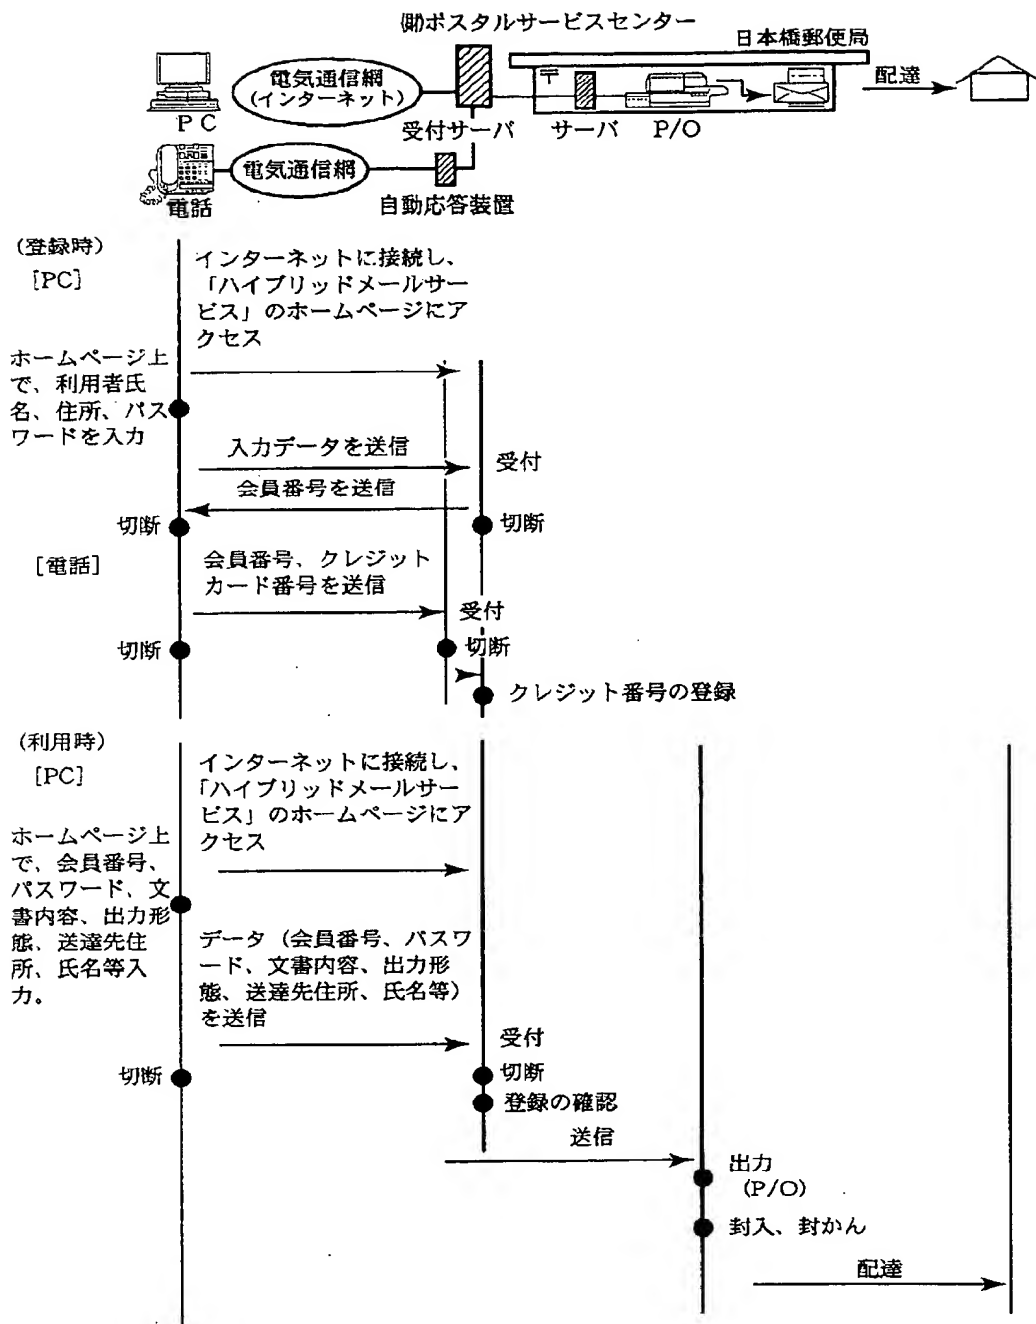 ㈶ポスタルサービスセンター
日本橋郵便局
電気通信網
(インターネット)
〒
配達
PC
受付サーバ
サーバ
P/O
電気通信網
電話
自動応答装置
(登録時)
[PC]
インターネットに接続し、
「ハイブリッドメールサー
ビス」のホームページにア
クセス
ホームページ上
で、利用者氏
名、住所、パス
ワードを入力
入力データを送信
受付
会員番号を送信
切断
切断
[電話]
会員番号、クレジット
カード番号を送信
受付
切断
切断
クレジット番号の登録
(利用時)
[PC]
インターネットに接続し、
「ハイブリッドメールサー
ビス」のホームページにア
クセス
ホームページ上
で、会員番号、
パスワード、文
書内容、出力形
態、送達先住
所、氏名等入
力。
データ(会員番号、パスワ
ード、文書内容、出力形
態、送達先住所、氏名等)
を送信
受付
切断
切断
登録の確認
送信
出力
(P/O)
封入、封かん
配達